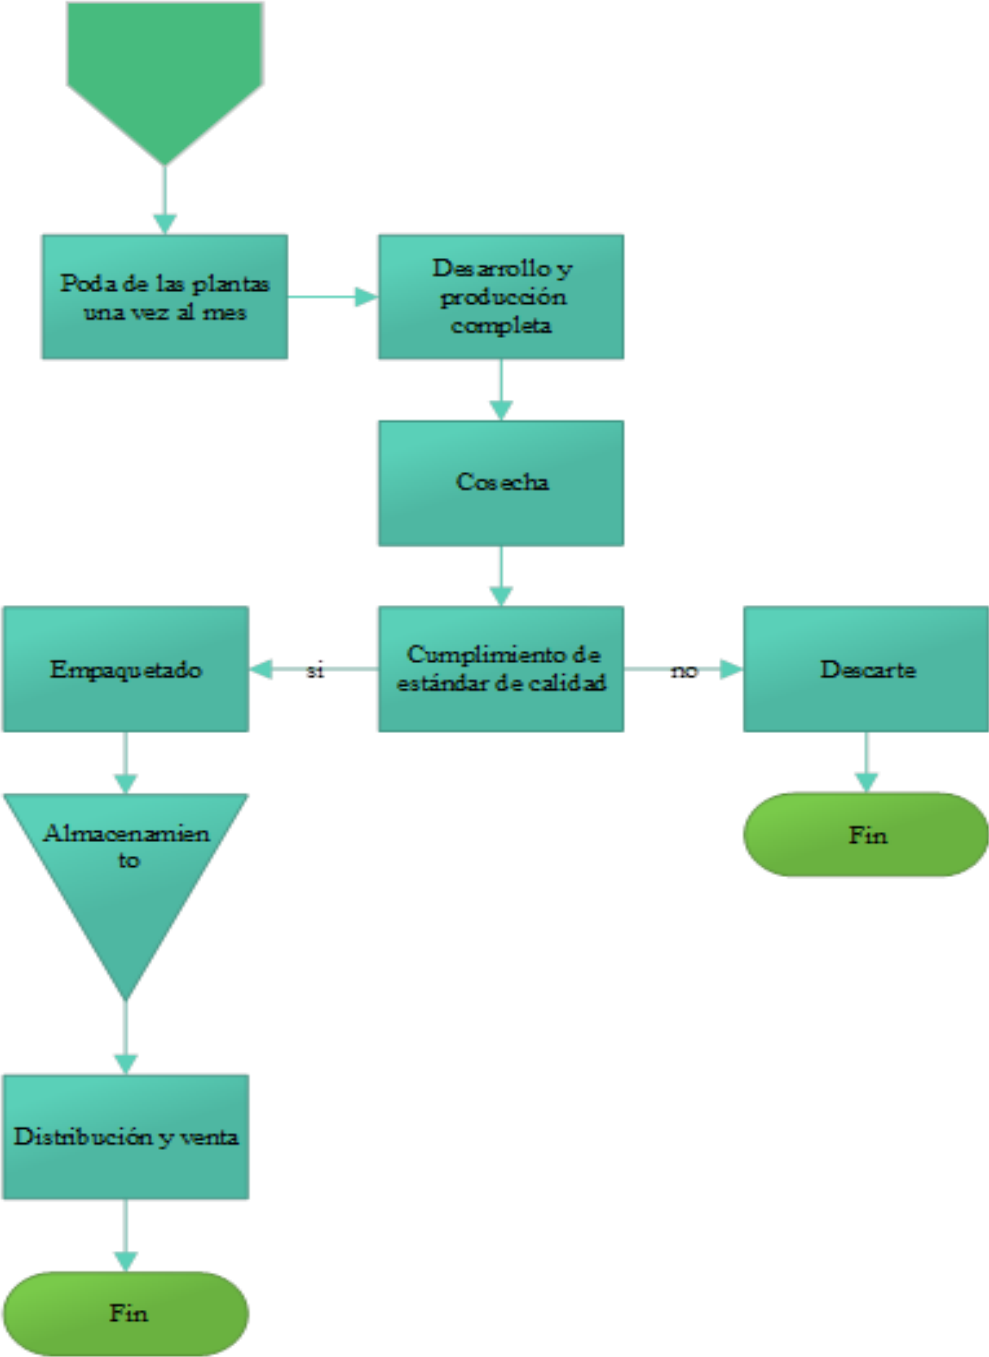 Poda de las plantas
una vez al mes
Desarrollo y
producción
completa
Cosecha
Empaquetado
si
Cumplimiento de
estándar de calidad
no
Descarte
Almacenamien
to
Fin
Distribución y venta
Fin